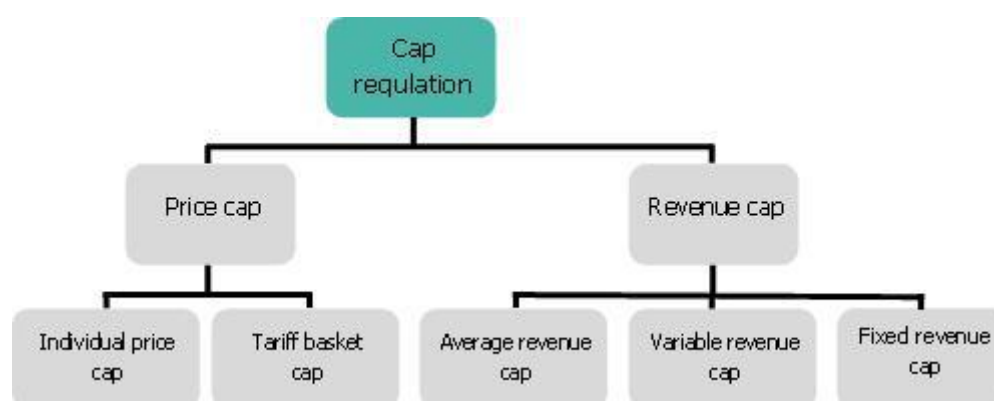 Cap
requlation
Price cap
Revenue cap
Individual price
cap
Tariff basket
cap
Average revenue
cap
Variable revenue
cap
Fixed revenue
cap